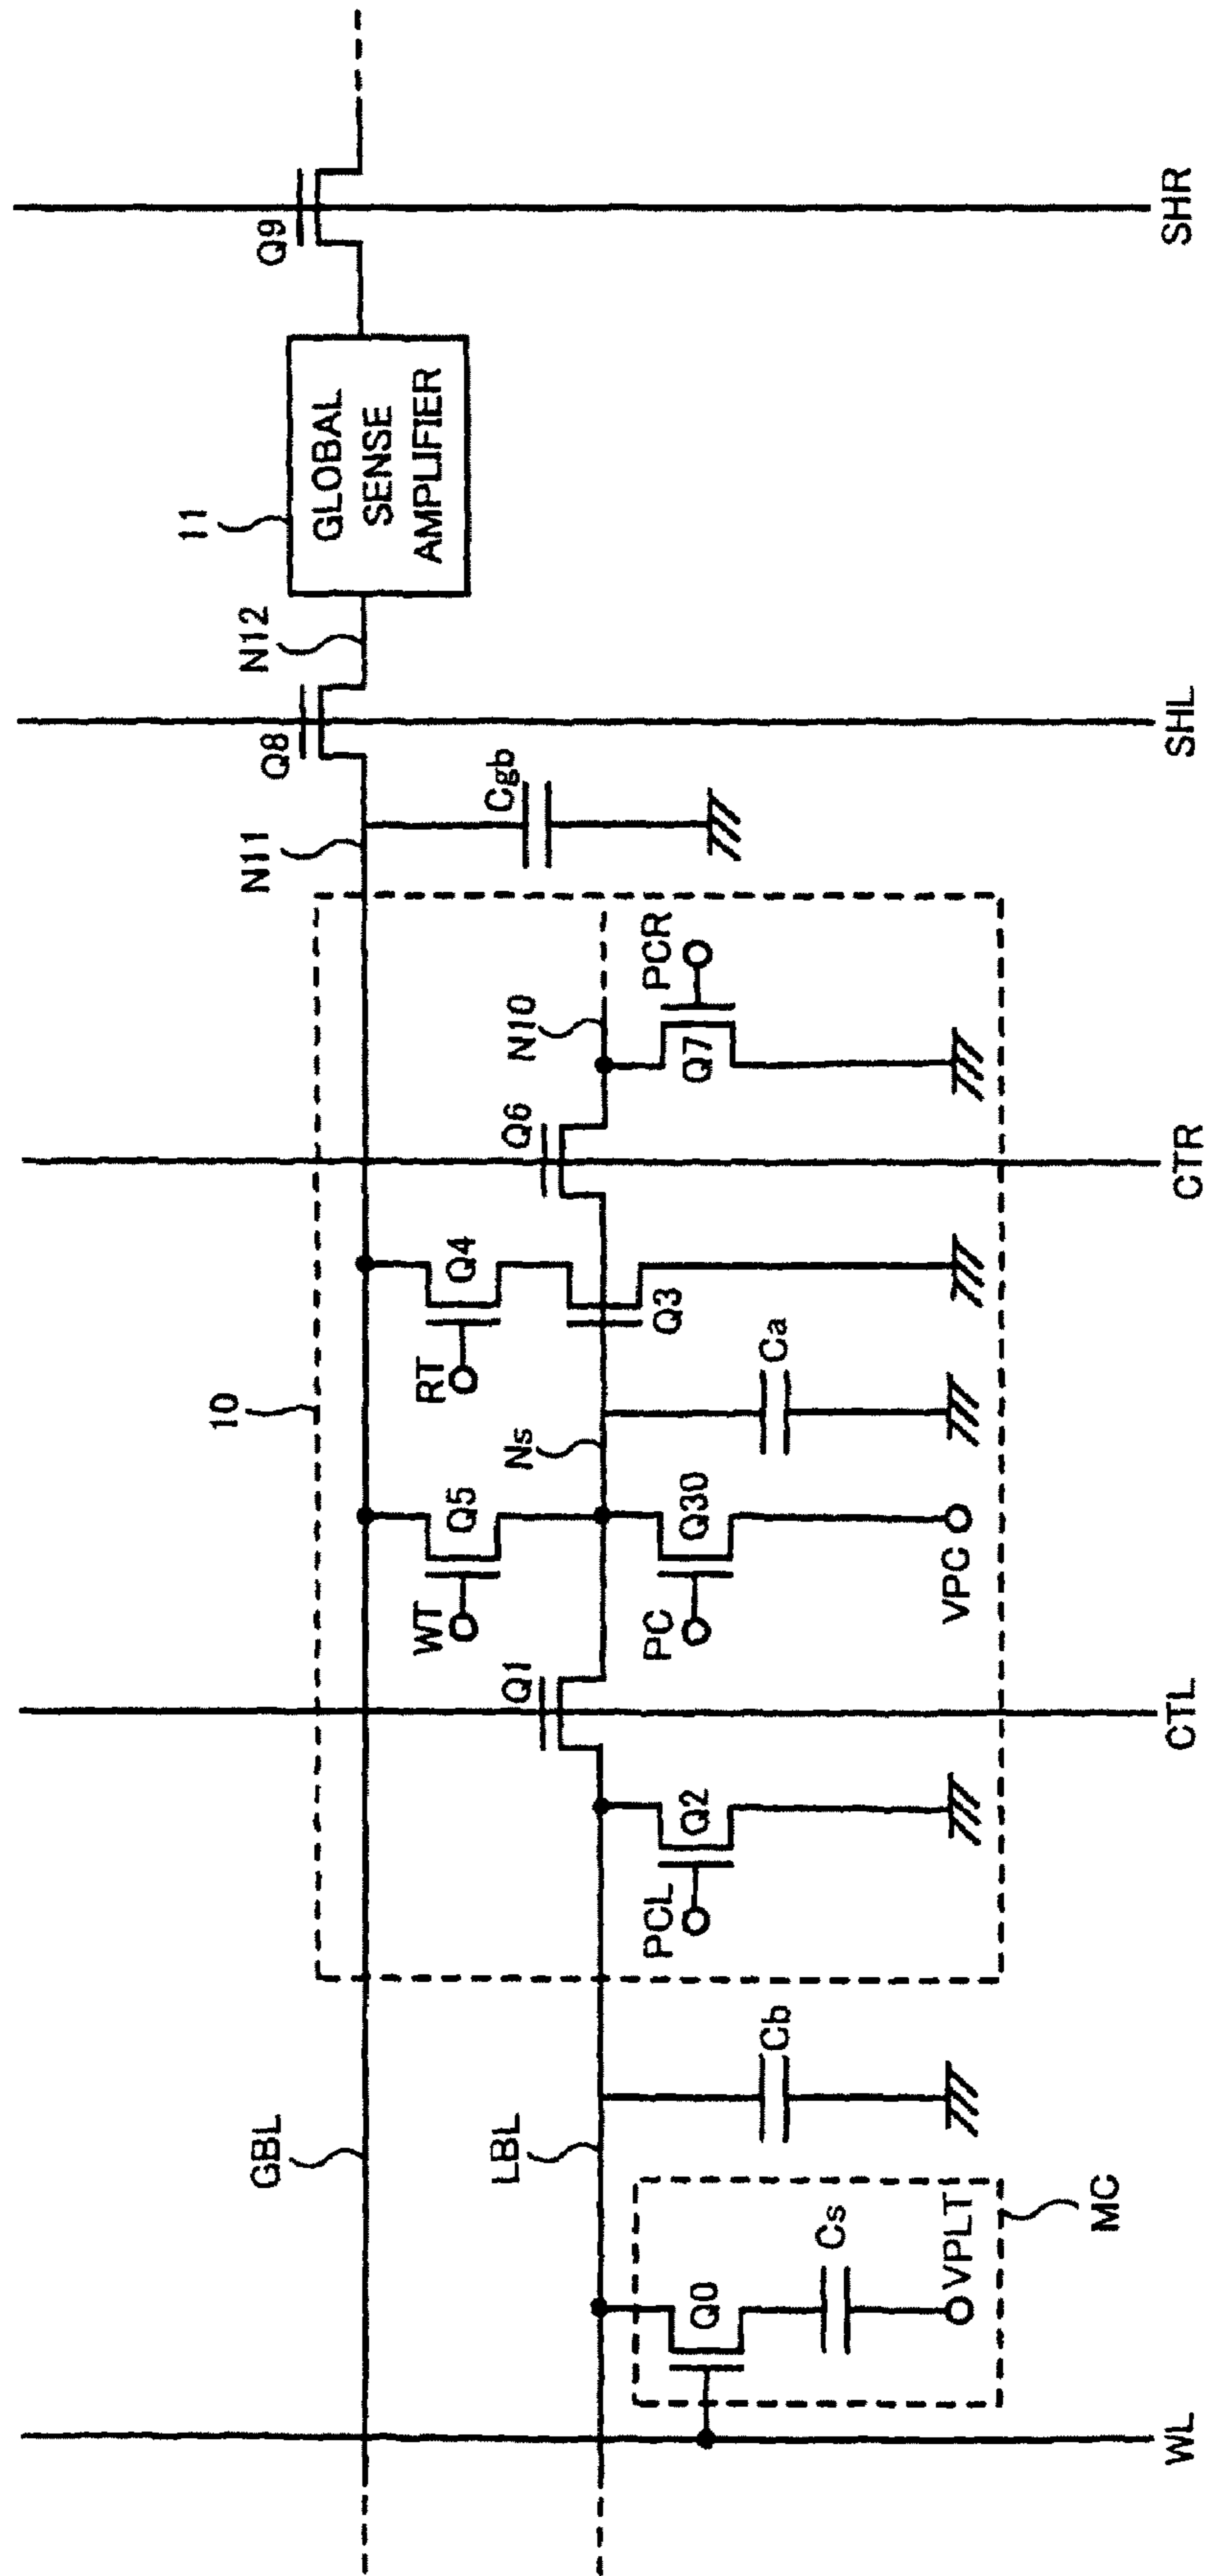 GBL
N11
Q8
N12
11
GLOBAL
SENSE
AMPLIFIER
Q9
10
WT
Q5
RT
Q4
Cgb
LBL
Q1
Ns
Q3
Q6
N10
Q0
Cs
VPLT
MC
Cb
PCL
Q2
PC
Q30
VPC
Ca
Q7
PCR
WL
CTL
CTR
SHL
SHR